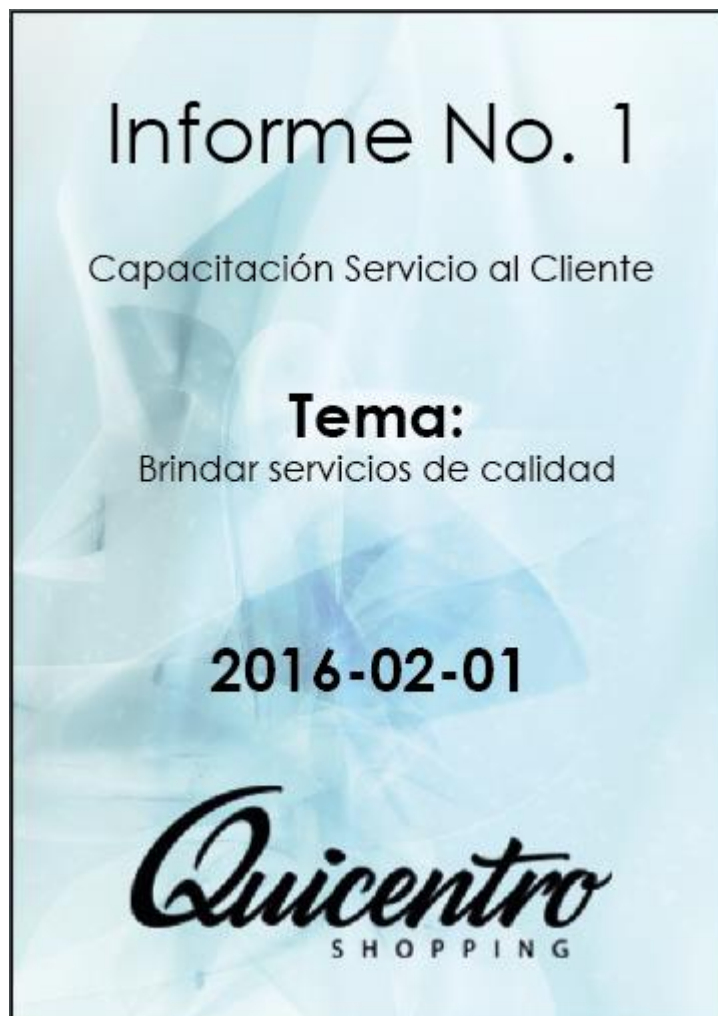 Informe No. 1
Capacitación Servicio al Cliente
Tema:
Brindar servicios de calidad
2016-02-01
Quicentro
SHOPPING